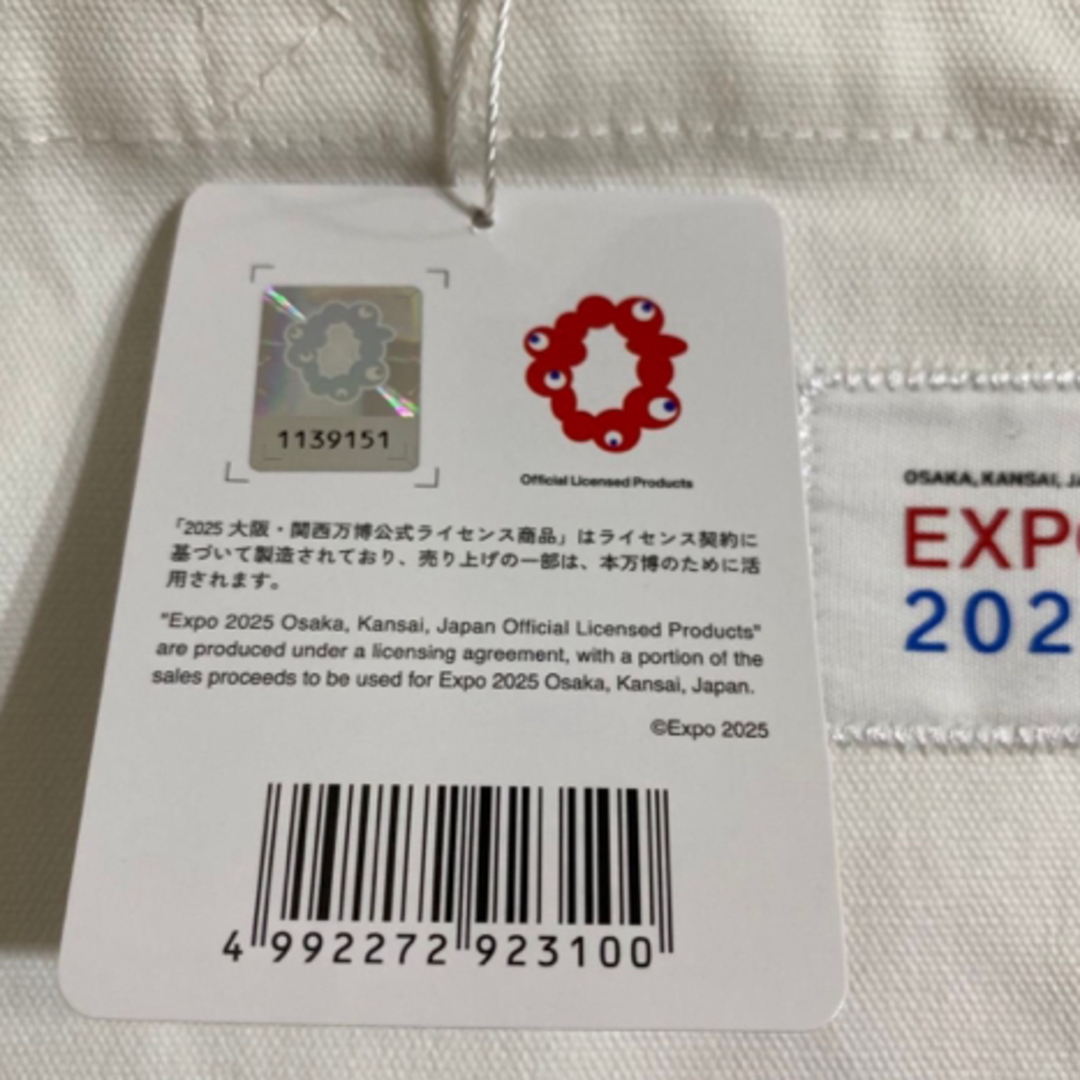 1139151
Official Licensed Products
「2025 大阪・関西万博公式ライセンス商品」はライセンス契約に
基づいて製造されており、売り上げの一部は、本万博のために活
用されます。
"Expo 2025 Osaka, Kansai, Japan Official Licensed Products"
are produced under a licensing agreement, with a portion of the
sales proceeds to be used for Expo 2025 Osaka, Kansai, Japan.
©Expo 2025
4 992272 923100
OSAKA, KANSAI, JA
EXPO
202